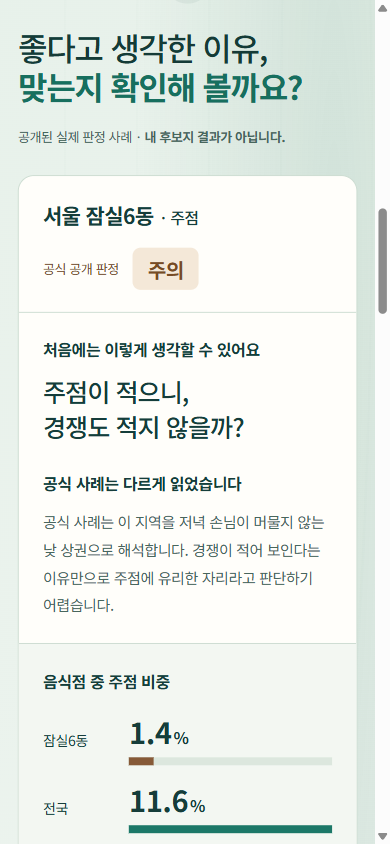 좋다고 생각한 이유,
맞는지 확인해 볼까요?
공개된 실제 판정 사례 · 내 후보지 결과가 아닙니다.
서울 잠실6동 · 주점
공식 공개 판정 주의
처음에는 이렇게 생각할 수 있어요
주점이 적으니,
경쟁도 적지 않을까?
공식 사례는 다르게 읽었습니다
공식 사례는 이 지역을 저녁 손님이 머물지 않는
낮 상권으로 해석합니다. 경쟁이 적어 보인다는
이유만으로 주점에 유리한 자리라고 판단하기
어렵습니다.
음식점 중 주점 비중
잠실6동 1.4%
전국 11.6%